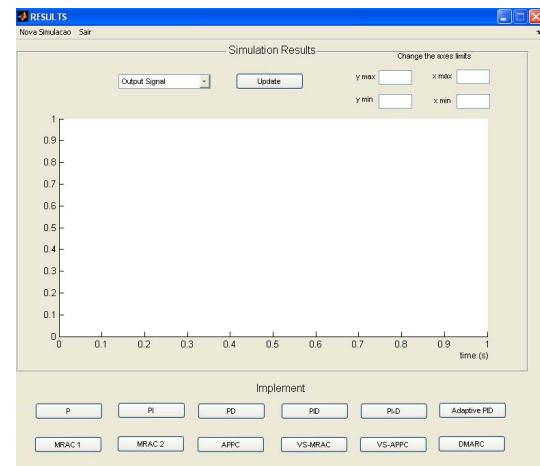 RESULTS
Nova Simulacao Sair
Simulation Results
Change the axes limits
Output Signal Update y max x max
y min x min
1
0.9
0.8
0.7
0.6
0.5
0.4
0.3
0.2
0.1
0
0 0.1 0.2 0.3 0.4 0.5 0.6 0.7 0.8 0.9 1
time (s)
Implement
P PI PD PID PI-D Adaptive PID
MRAC 1 MRAC 2 APPC VS-MRAC VS-APPC DMARC